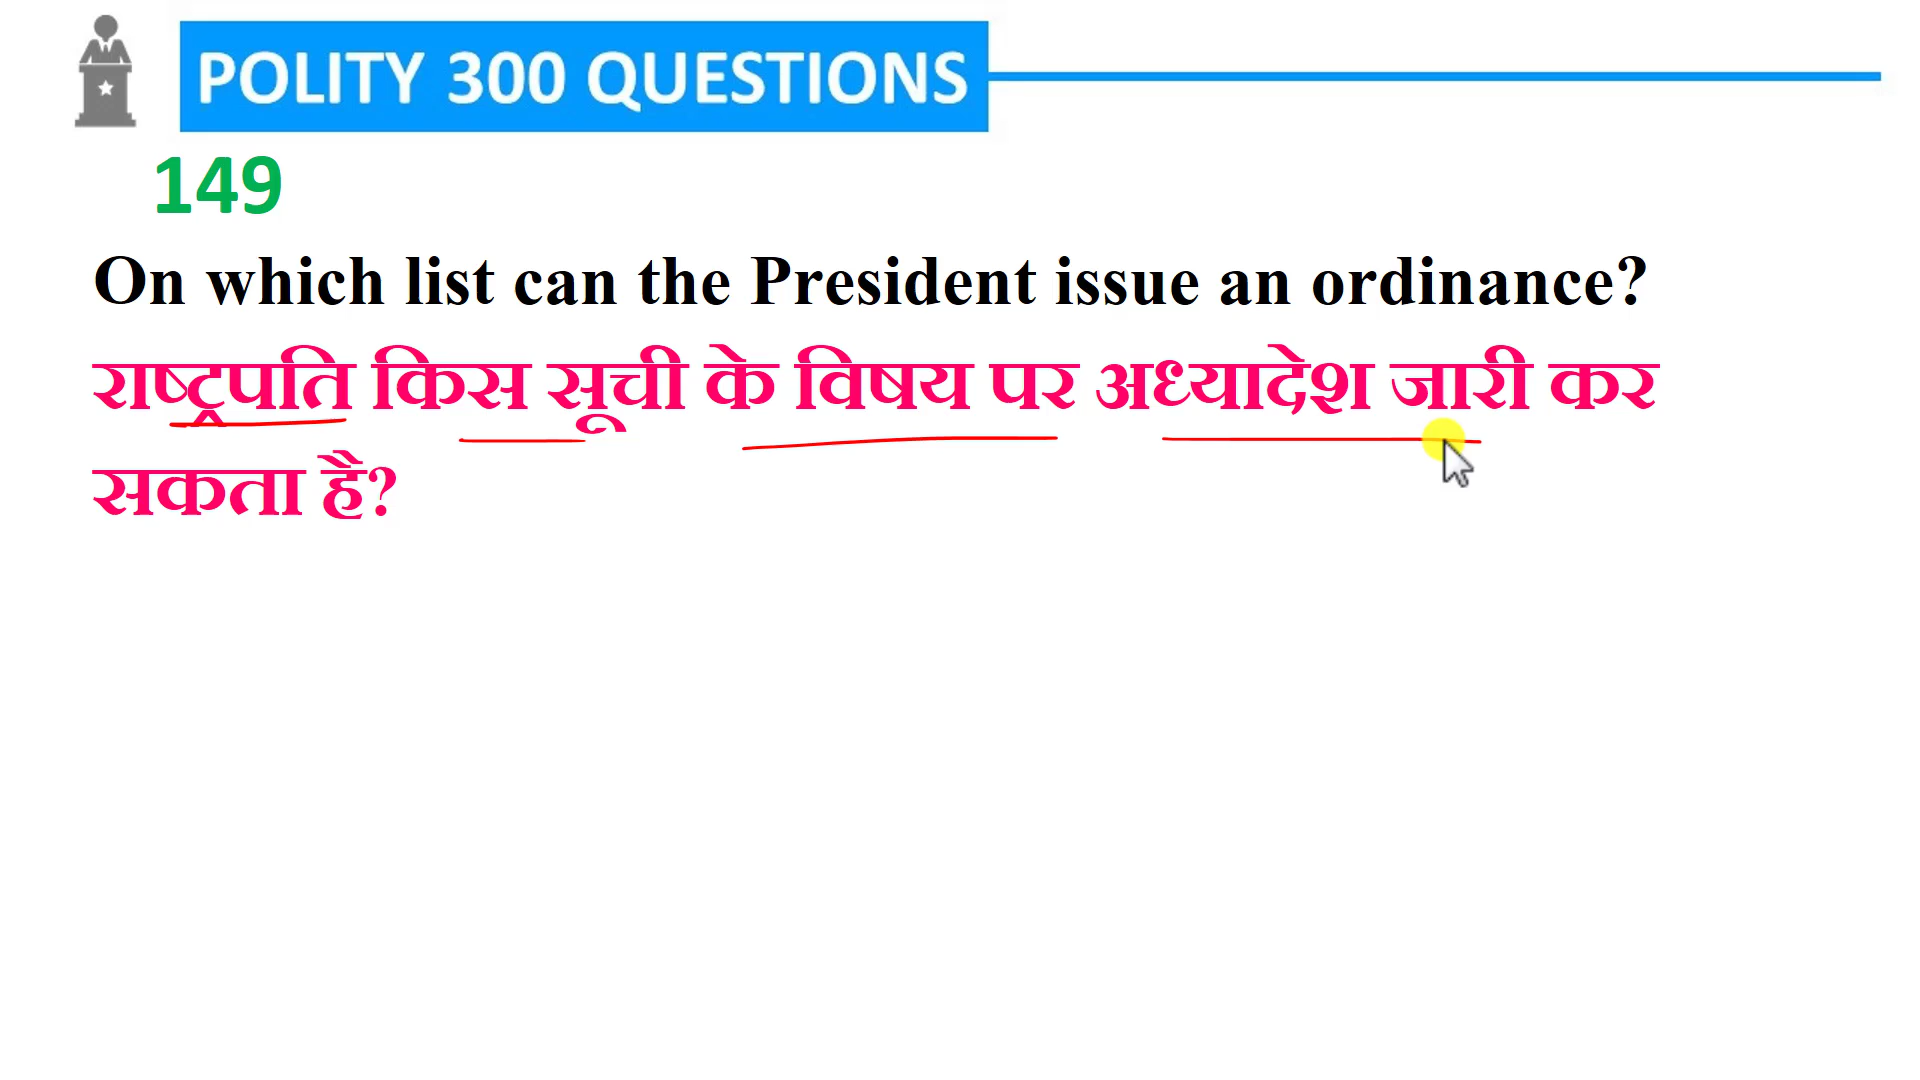 POLITY 300 QUESTIONS
149
On which list can the President issue an ordinance?
राष्ट्रपति किस सूची के विषय पर अध्यादेश जारी कर
सकता है?